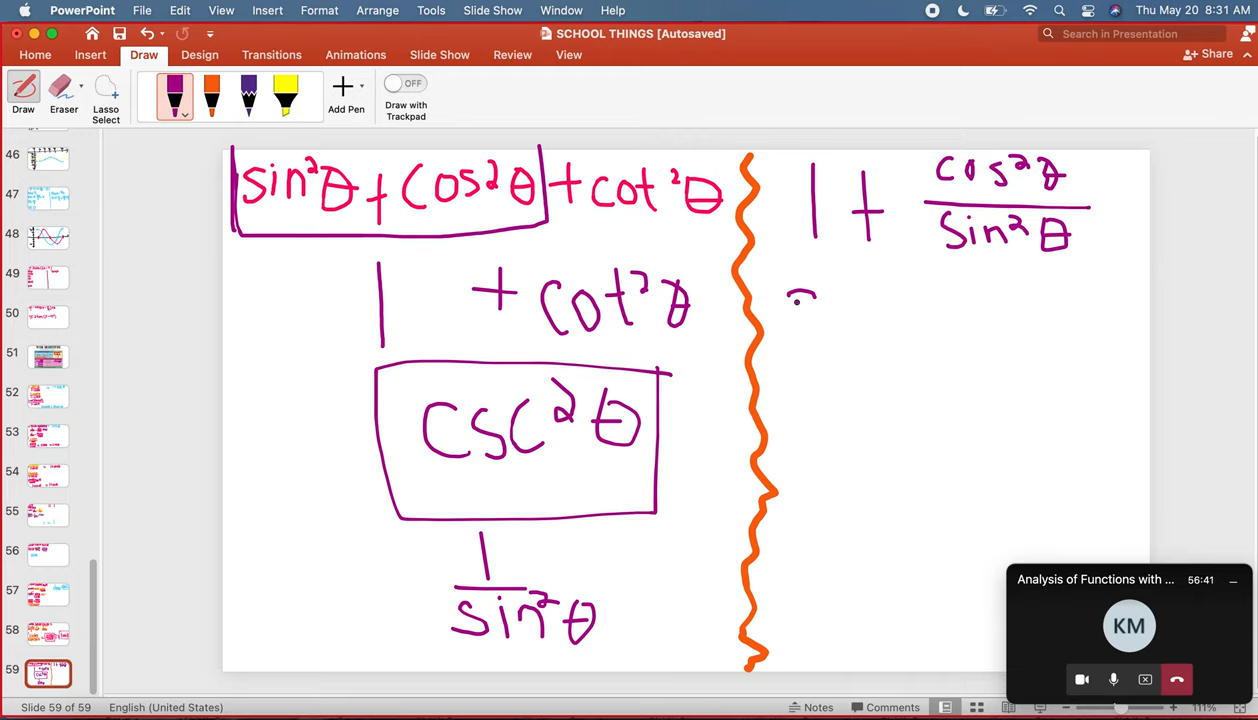 PowerPoint File Edit View Insert Format Arrange Tools Slide Show Window Help Thu May 20 8:31 AM
SCHOOL THINGS [Autosaved]
Search in Presentation
Home Insert Draw Design Transitions Animations Slide Show Review View Share
OFF
Draw Eraser Lasso Select Add Pen Draw with Trackpad
46
47
48
49
50
51
52
53
54
55
56
57
58
59
sin²θ + cos²θ + cot²θ
1 + cot²θ
csc²θ
1
sin²θ
1 + cos²θ
sin²θ
Analysis of Functions with ... 56:41
KM
Slide 59 of 59 English (United States) Notes Comments 111%